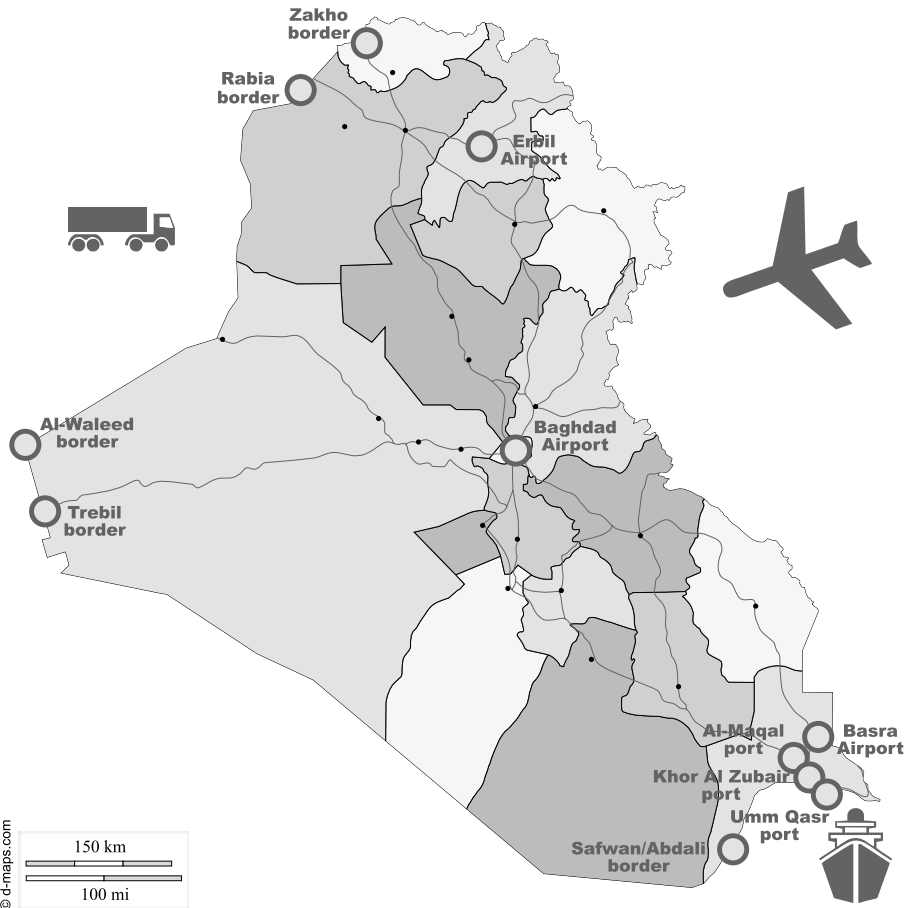 Zakho
border
Rabia
border
Erbil
Airport
Al-Waleed
border
Baghdad
Airport
Trebil
border
Al-Maqal
port
Basra
Airport
Khor Al Zubair
port
Umm Qasr
port
Safwan/Abdali
border
150 km
100 mi
© d-maps.com